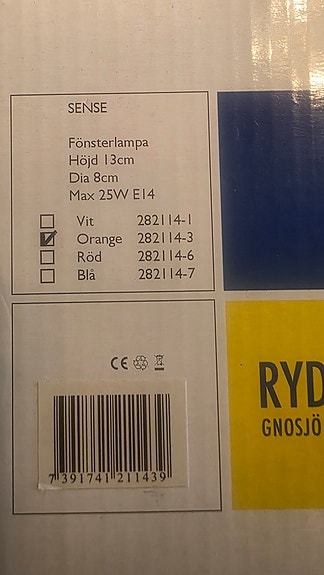 SENSE
Fönsterlampa
Höjd 13cm
Dia 8cm
Max 25W E14
Vit 282114-1
Orange 282114-3
Röd 282114-6
Blå 282114-7
CE
RYD
GNOSJÖ
7 391741 211439